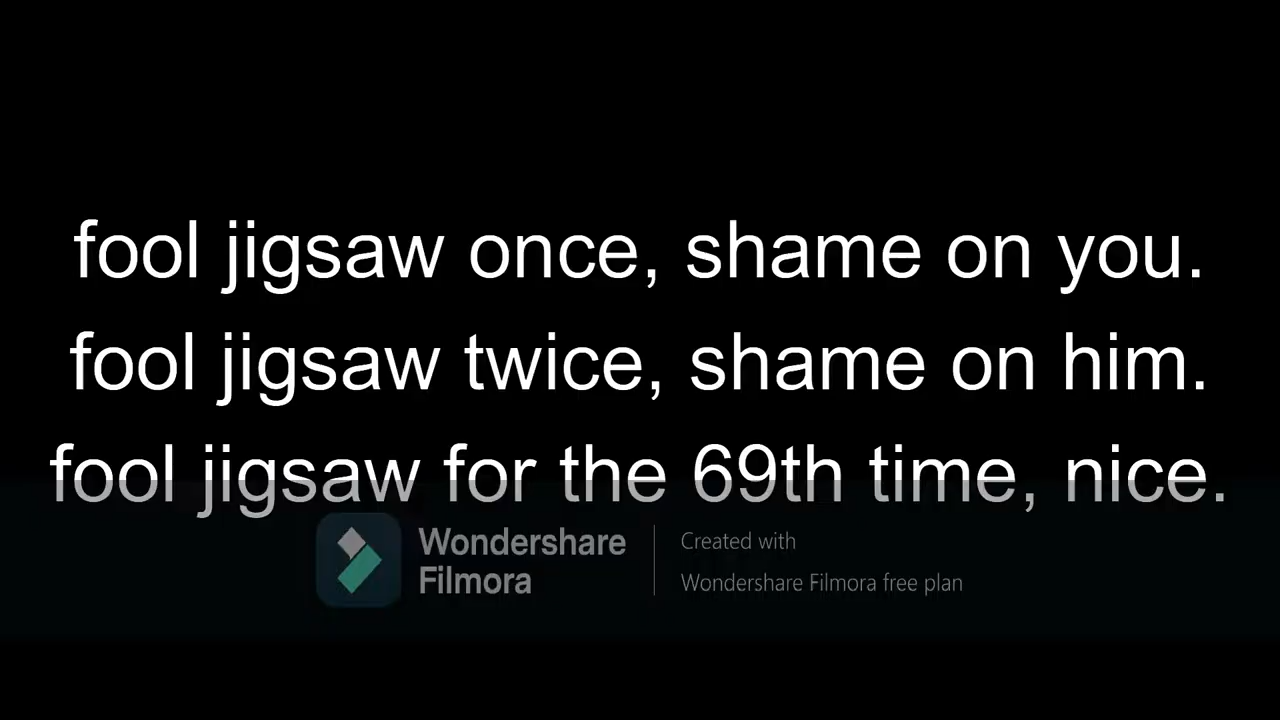 fool jigsaw once, shame on you.
fool jigsaw twice, shame on him.
fool jigsaw for the 69th time, nice.
Wondershare
Filmora
Created with
Wondershare Filmora free plan